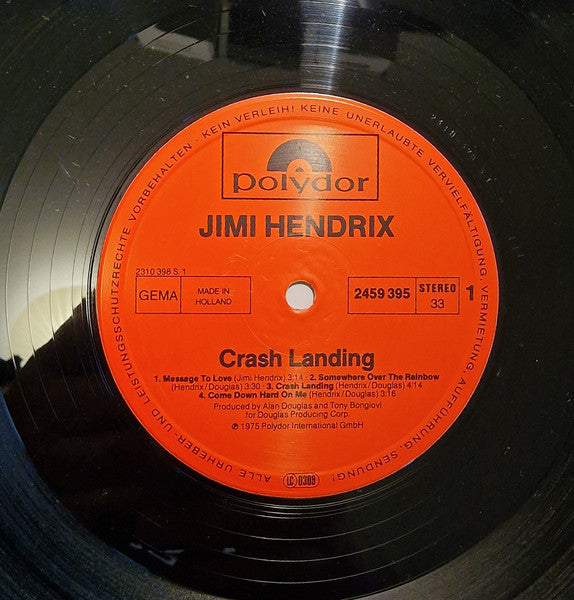 ALLE URHEBER- UND LEISTUNGSSCHUTZRECHTE VORBEHALTEN · KEIN VERLEIH! KEINE UNERLAUBTE VERVIELFÄLTIGUNG, VERMIETUNG, AUFFÜHRUNG, SENDUNG!
polydor
JIMI HENDRIX
2310 398 S 1
GEMA
MADE IN
HOLLAND
2459 395
STEREO
33
1
Crash Landing
1. Message To Love (Jimi Hendrix) 3:14 · 2. Somewhere Over The Rainbow
(Hendrix/Douglas) 3:30 · 3. Crash Landing (Hendrix/Douglas) 4:14
4. Come Down Hard On Me (Hendrix/Douglas) 3:16
Produced by Alan Douglas and Tony Bongiovi
for Douglas Producing Corp.
℗ 1975 Polydor International GmbH
LC 0309